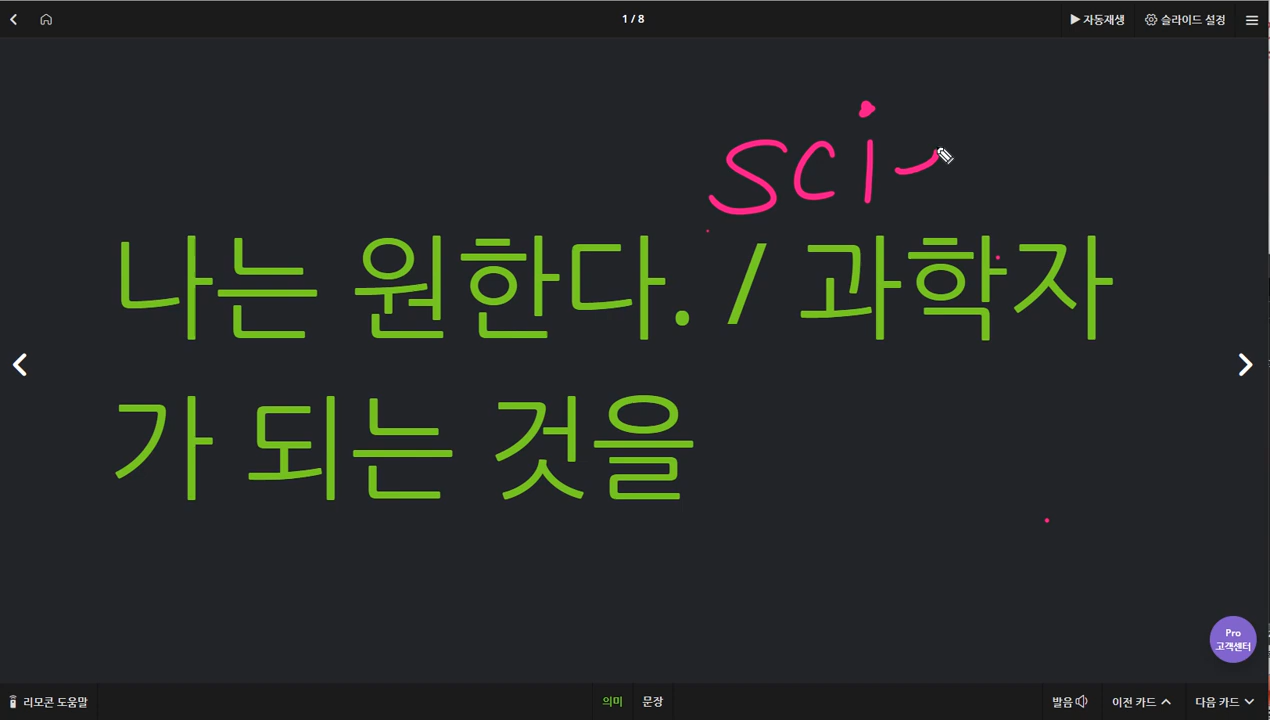 1 / 8
자동재생
슬라이드 설정
sci
나는 원한다. / 과학자
가 되는 것을
Pro
고객센터
리모콘 도움말
의미
문장
발음
이전 카드
다음 카드